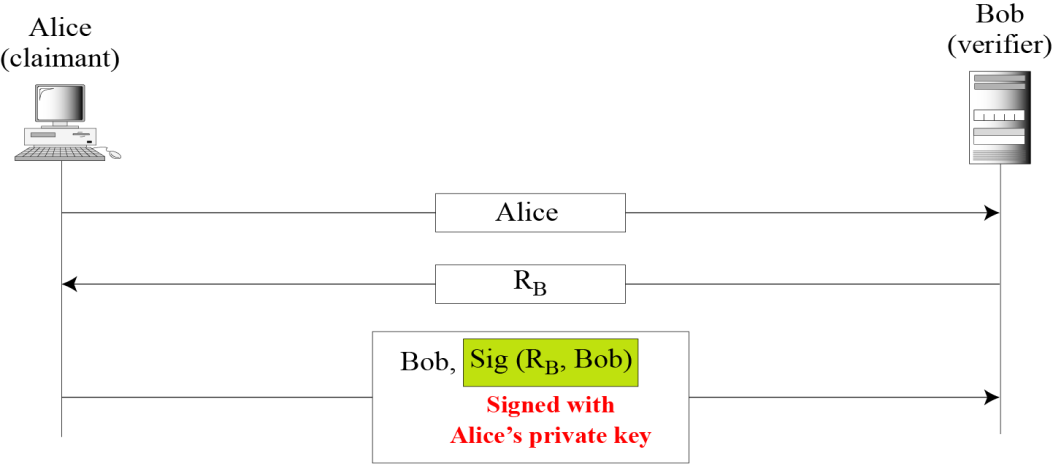 Alice
(claimant)
Bob
(verifier)
Alice
R_B
Bob, Sig (R_B, Bob)
Signed with
Alice’s private key